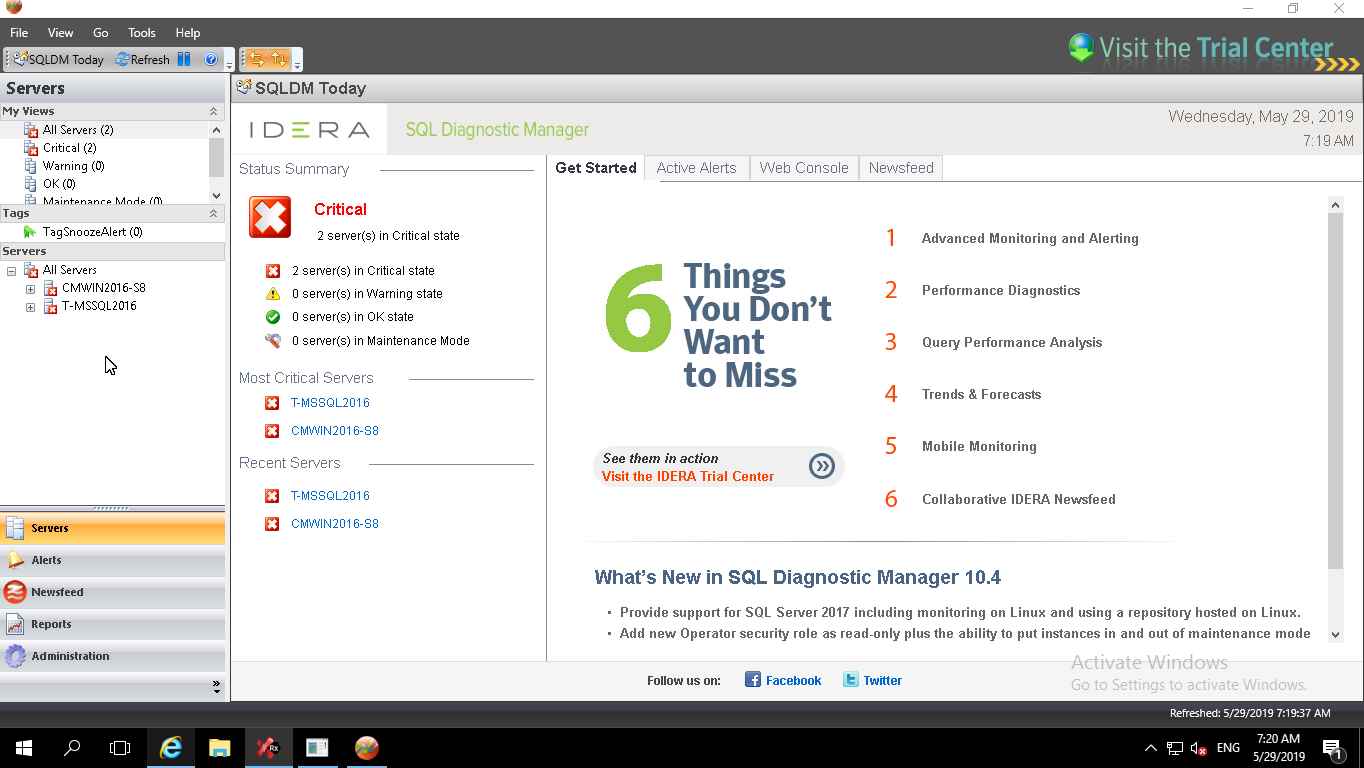 File View Go Tools Help
SQLDM Today Refresh
Visit the Trial Center
Servers
My Views
All Servers (2)
Critical (2)
Warning (0)
OK (0)
Maintenance Mode (0)
Tags
TagSnoozeAlert (0)
Servers
All Servers
CMWIN2016-S8
T-MSSQL2016
Servers
Alerts
Newsfeed
Reports
Administration
SQLDM Today
IDERA
SQL Diagnostic Manager
Wednesday, May 29, 2019
7:19 AM
Status Summary
Critical
2 server(s) in Critical state
2 server(s) in Critical state
0 server(s) in Warning state
0 server(s) in OK state
0 server(s) in Maintenance Mode
Most Critical Servers
T-MSSQL2016
CMWIN2016-S8
Recent Servers
T-MSSQL2016
CMWIN2016-S8
Get Started Active Alerts Web Console Newsfeed
6 Things
You Don't
Want
to Miss
See them in action
Visit the IDERA Trial Center
1 Advanced Monitoring and Alerting
2 Performance Diagnostics
3 Query Performance Analysis
4 Trends & Forecasts
5 Mobile Monitoring
6 Collaborative IDERA Newsfeed
What's New in SQL Diagnostic Manager 10.4
• Provide support for SQL Server 2017 including monitoring on Linux and using a repository hosted on Linux.
• Add new Operator security role as read-only plus the ability to put instances in and out of maintenance mode
Activate Windows
Go to Settings to activate Windows.
Follow us on: Facebook Twitter
Refreshed: 5/29/2019 7:19:37 AM
Rx
ENG
7:20 AM
5/29/2019
1